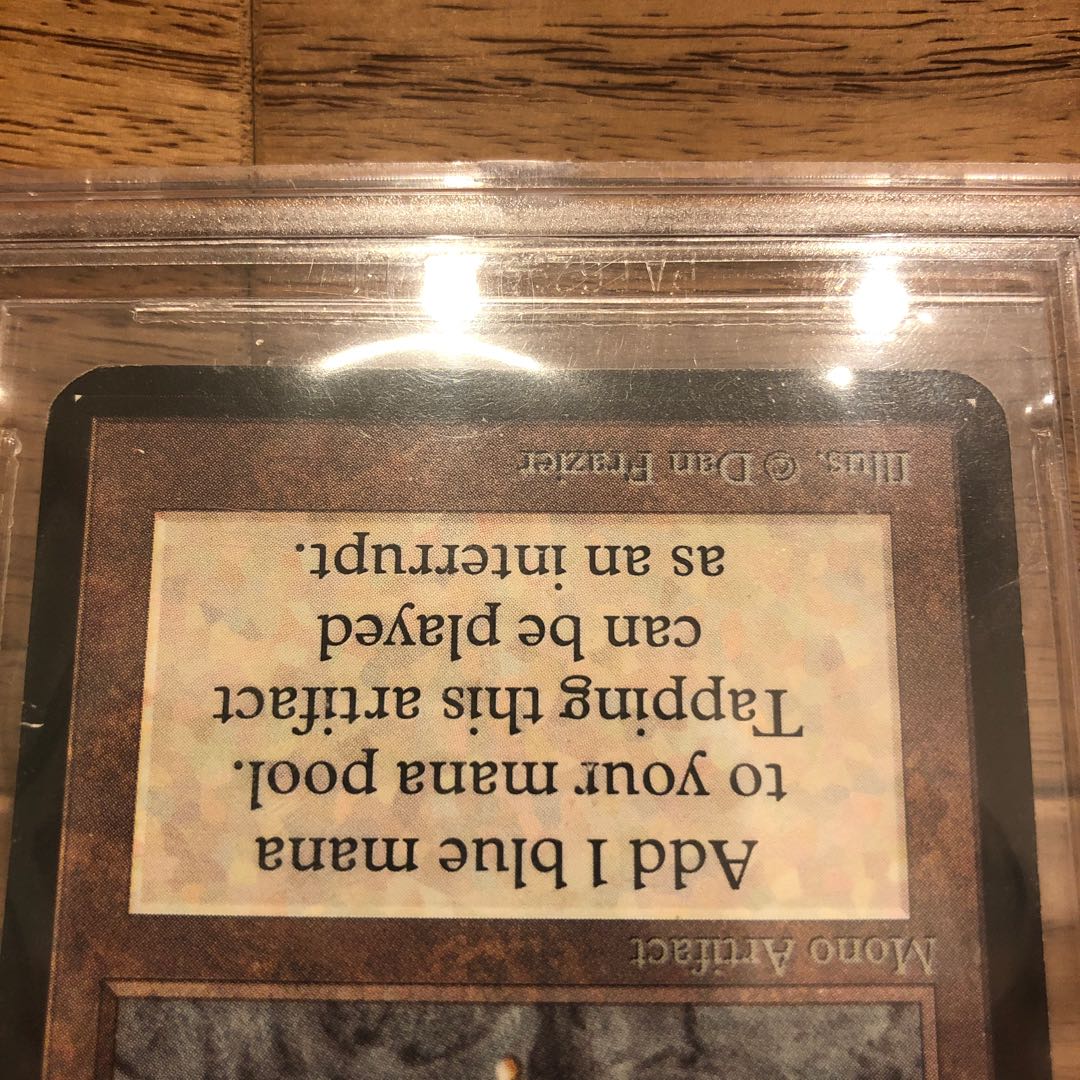 Mono Artifact
Add 1 blue mana
to your mana pool.
Tapping this artifact
can be played
as an interrupt.
Illus. © Dan Frazier